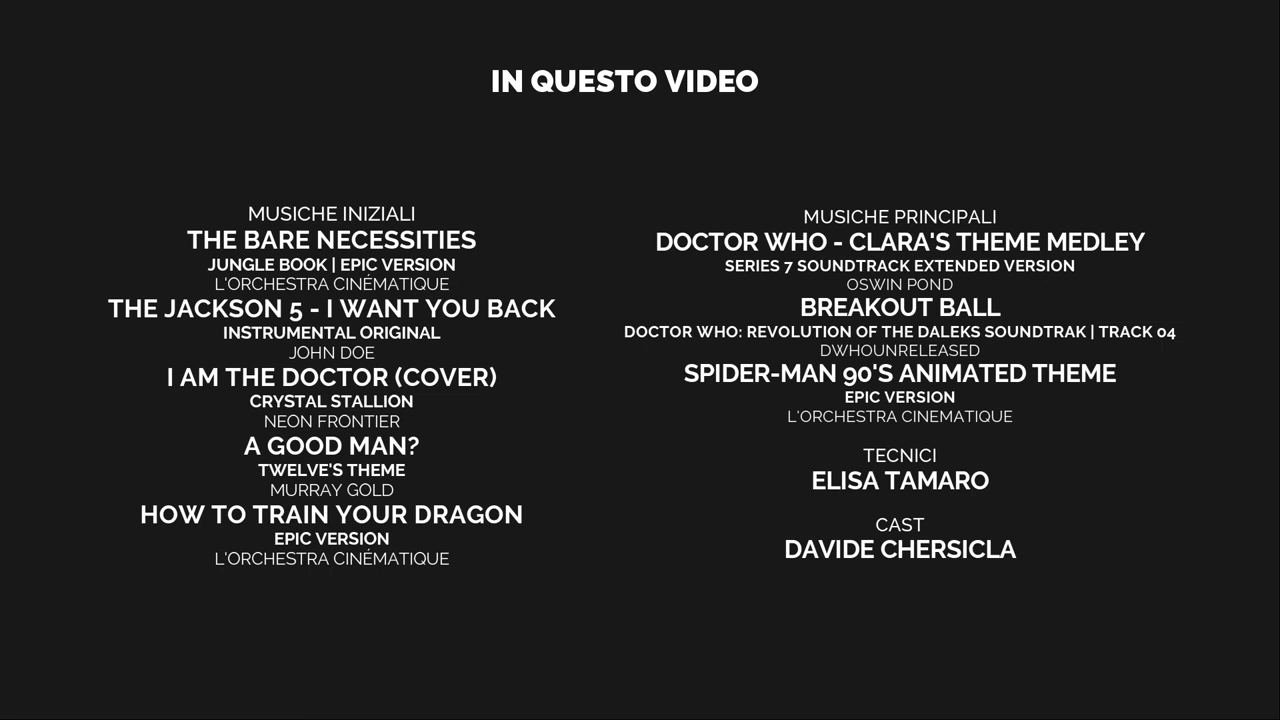 IN QUESTO VIDEO
MUSICHE INIZIALI
THE BARE NECESSITIES
JUNGLE BOOK | EPIC VERSION
L'ORCHESTRA CINÉMATIQUE
THE JACKSON 5 - I WANT YOU BACK
INSTRUMENTAL ORIGINAL
JOHN DOE
I AM THE DOCTOR (COVER)
CRYSTAL STALLION
NEON FRONTIER
A GOOD MAN?
TWELVE'S THEME
MURRAY GOLD
HOW TO TRAIN YOUR DRAGON
EPIC VERSION
L'ORCHESTRA CINÉMATIQUE
MUSICHE PRINCIPALI
DOCTOR WHO - CLARA'S THEME MEDLEY
SERIES 7 SOUNDTRACK EXTENDED VERSION
OSWIN POND
BREAKOUT BALL
DOCTOR WHO: REVOLUTION OF THE DALEKS SOUNDTRAK | TRACK 04
DWHOUNRELEASED
SPIDER-MAN 90'S ANIMATED THEME
EPIC VERSION
L'ORCHESTRA CINEMATIQUE
TECNICI
ELISA TAMARO
CAST
DAVIDE CHERSICLA